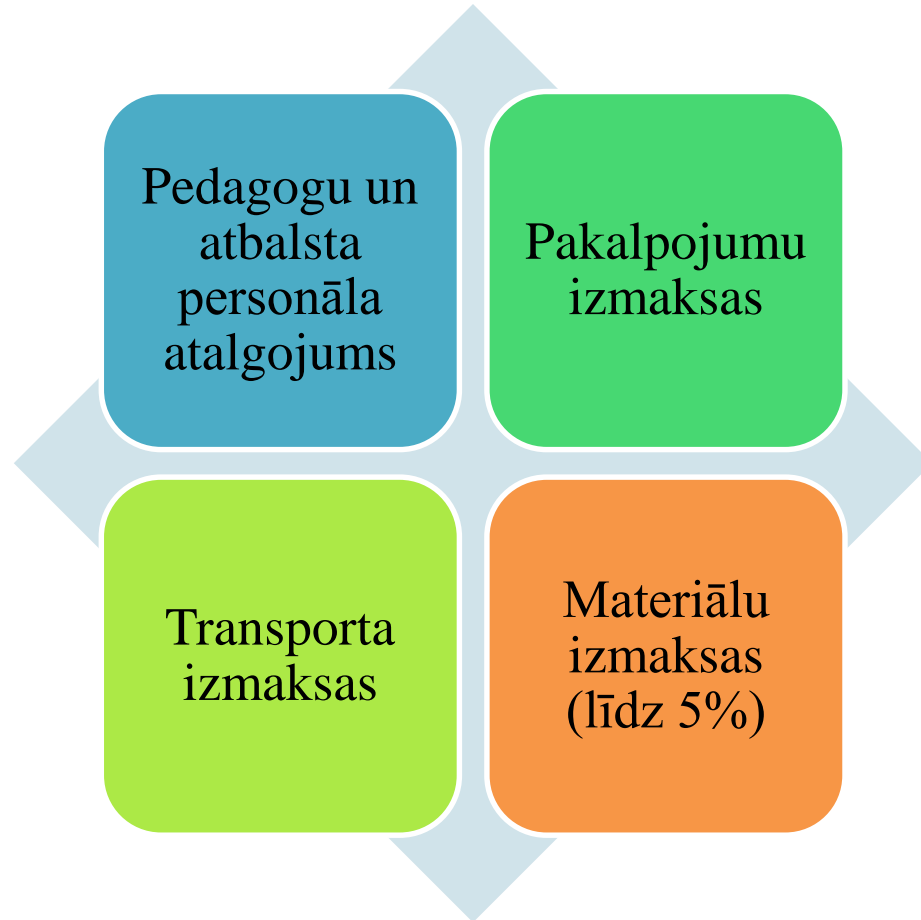 Pedagogu un
atbalsta
personāla
atalgojums
Pakalpojumu
izmaksas
Transporta
izmaksas
Materiālu
izmaksas
(līdz 5%)